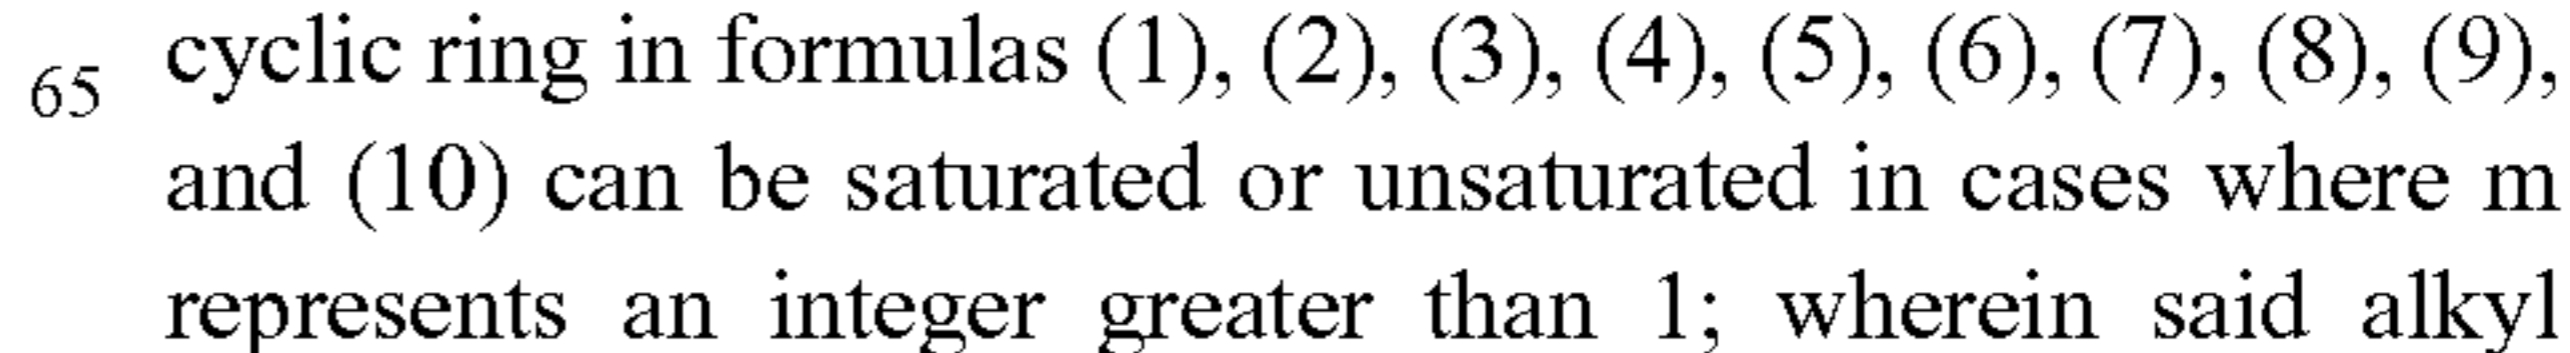 65 cyclic ring in formulas (1), (2), (3), (4), (5), (6), (7), (8), (9),
and (10) can be saturated or unsaturated in cases where m
represents an integer greater than 1; wherein said alkyl